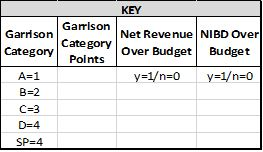 KEY
Garrison Category
Garrison Category Points
Net Revenue Over Budget
NIBD Over Budget
A=1
y=1/n=0
y=1/n=0
B=2
C=3
D=4
SP=4